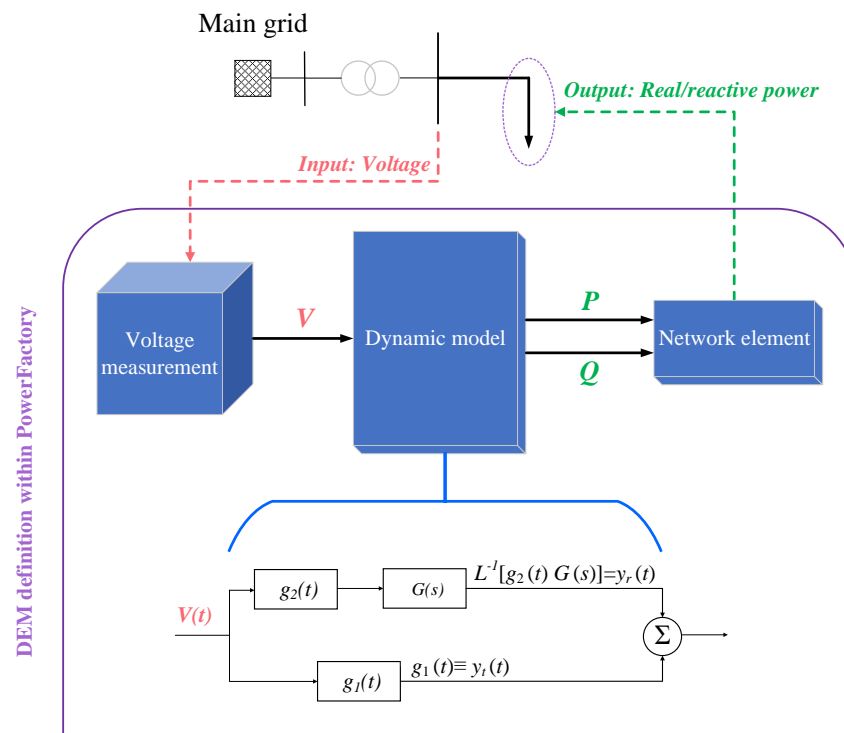 Main grid
Output: Real/reactive power
Input: Voltage
DEM definition within PowerFactory
Voltage
measurement
V
Dynamic model
P
Q
Network element
V(t)
g₂(t)
G(s)
L⁻¹[g₂(t) G(s)]=yᵣ(t)
g₁(t)
g₁(t)≡ yₜ(t)
Σ